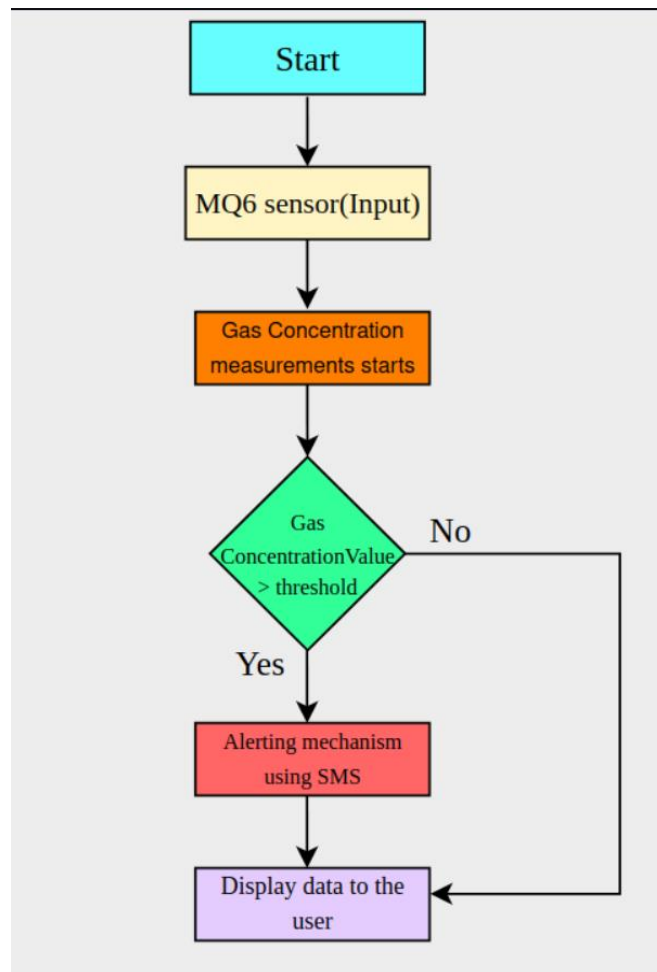 Start
MQ6 sensor(Input)
Gas Concentration
measurements starts
Gas
ConcentrationValue
> threshold
No
Yes
Alerting mechanism
using SMS
Display data to the
user